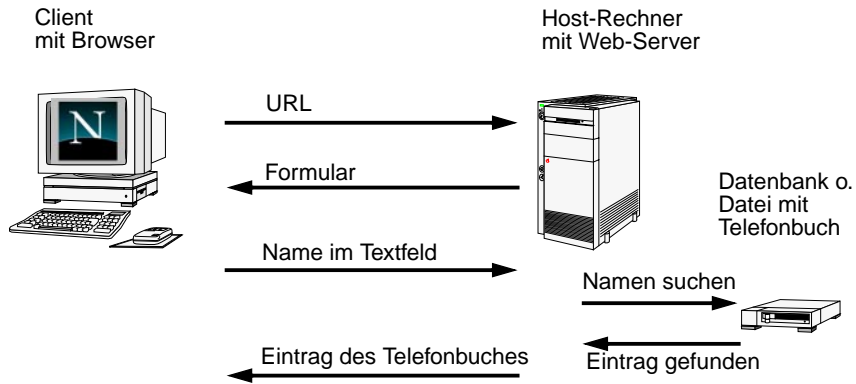 Client
mit Browser
Host-Rechner
mit Web-Server
N
URL
Formular
Datenbank o.
Datei mit
Telefonbuch
Name im Textfeld
Namen suchen
Eintrag des Telefonbuches
Eintrag gefunden